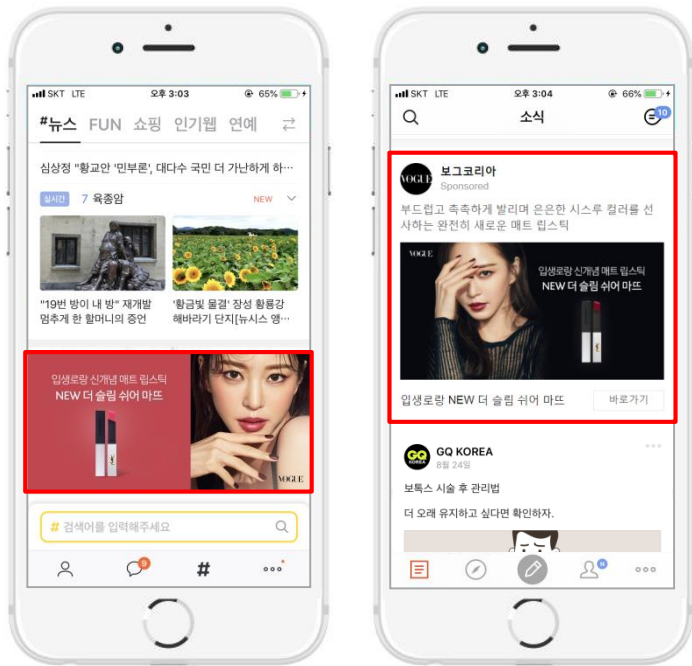 SKT LTE 오후 3:03 65%
#뉴스 FUN 쇼핑 인기웹 연예
심상정 "황교안 '민부론', 대다수 국민 더 가난하게 하…
실시간 7 육종암 NEW
"19번 방이 내 방" 재개발
멈추게 한 할머니의 증언
'황금빛 물결' 장성 황룡강
해바라기 단지[뉴시스 앵…
입생로랑 신개념 매트 립스틱
NEW 더 슬림 쉬어 마뜨
VOGUE
# 검색어를 입력해주세요
9
#
SKT LTE 오후 3:04 66%
소식
10
VOGUE
보그코리아
Sponsored
부드럽고 촉촉하게 발리며 은은한 시스루 컬러를 선
사하는 완전히 새로운 매트 립스틱
VOGUE
입생로랑 신개념 매트 립스틱
NEW 더 슬림 쉬어 마뜨
입생로랑 NEW 더 슬림 쉬어 마뜨
바로가기
GQ
KOREA
GQ KOREA
8월 24일
보톡스 시술 후 관리법
더 오래 유지하고 싶다면 확인하자.
N